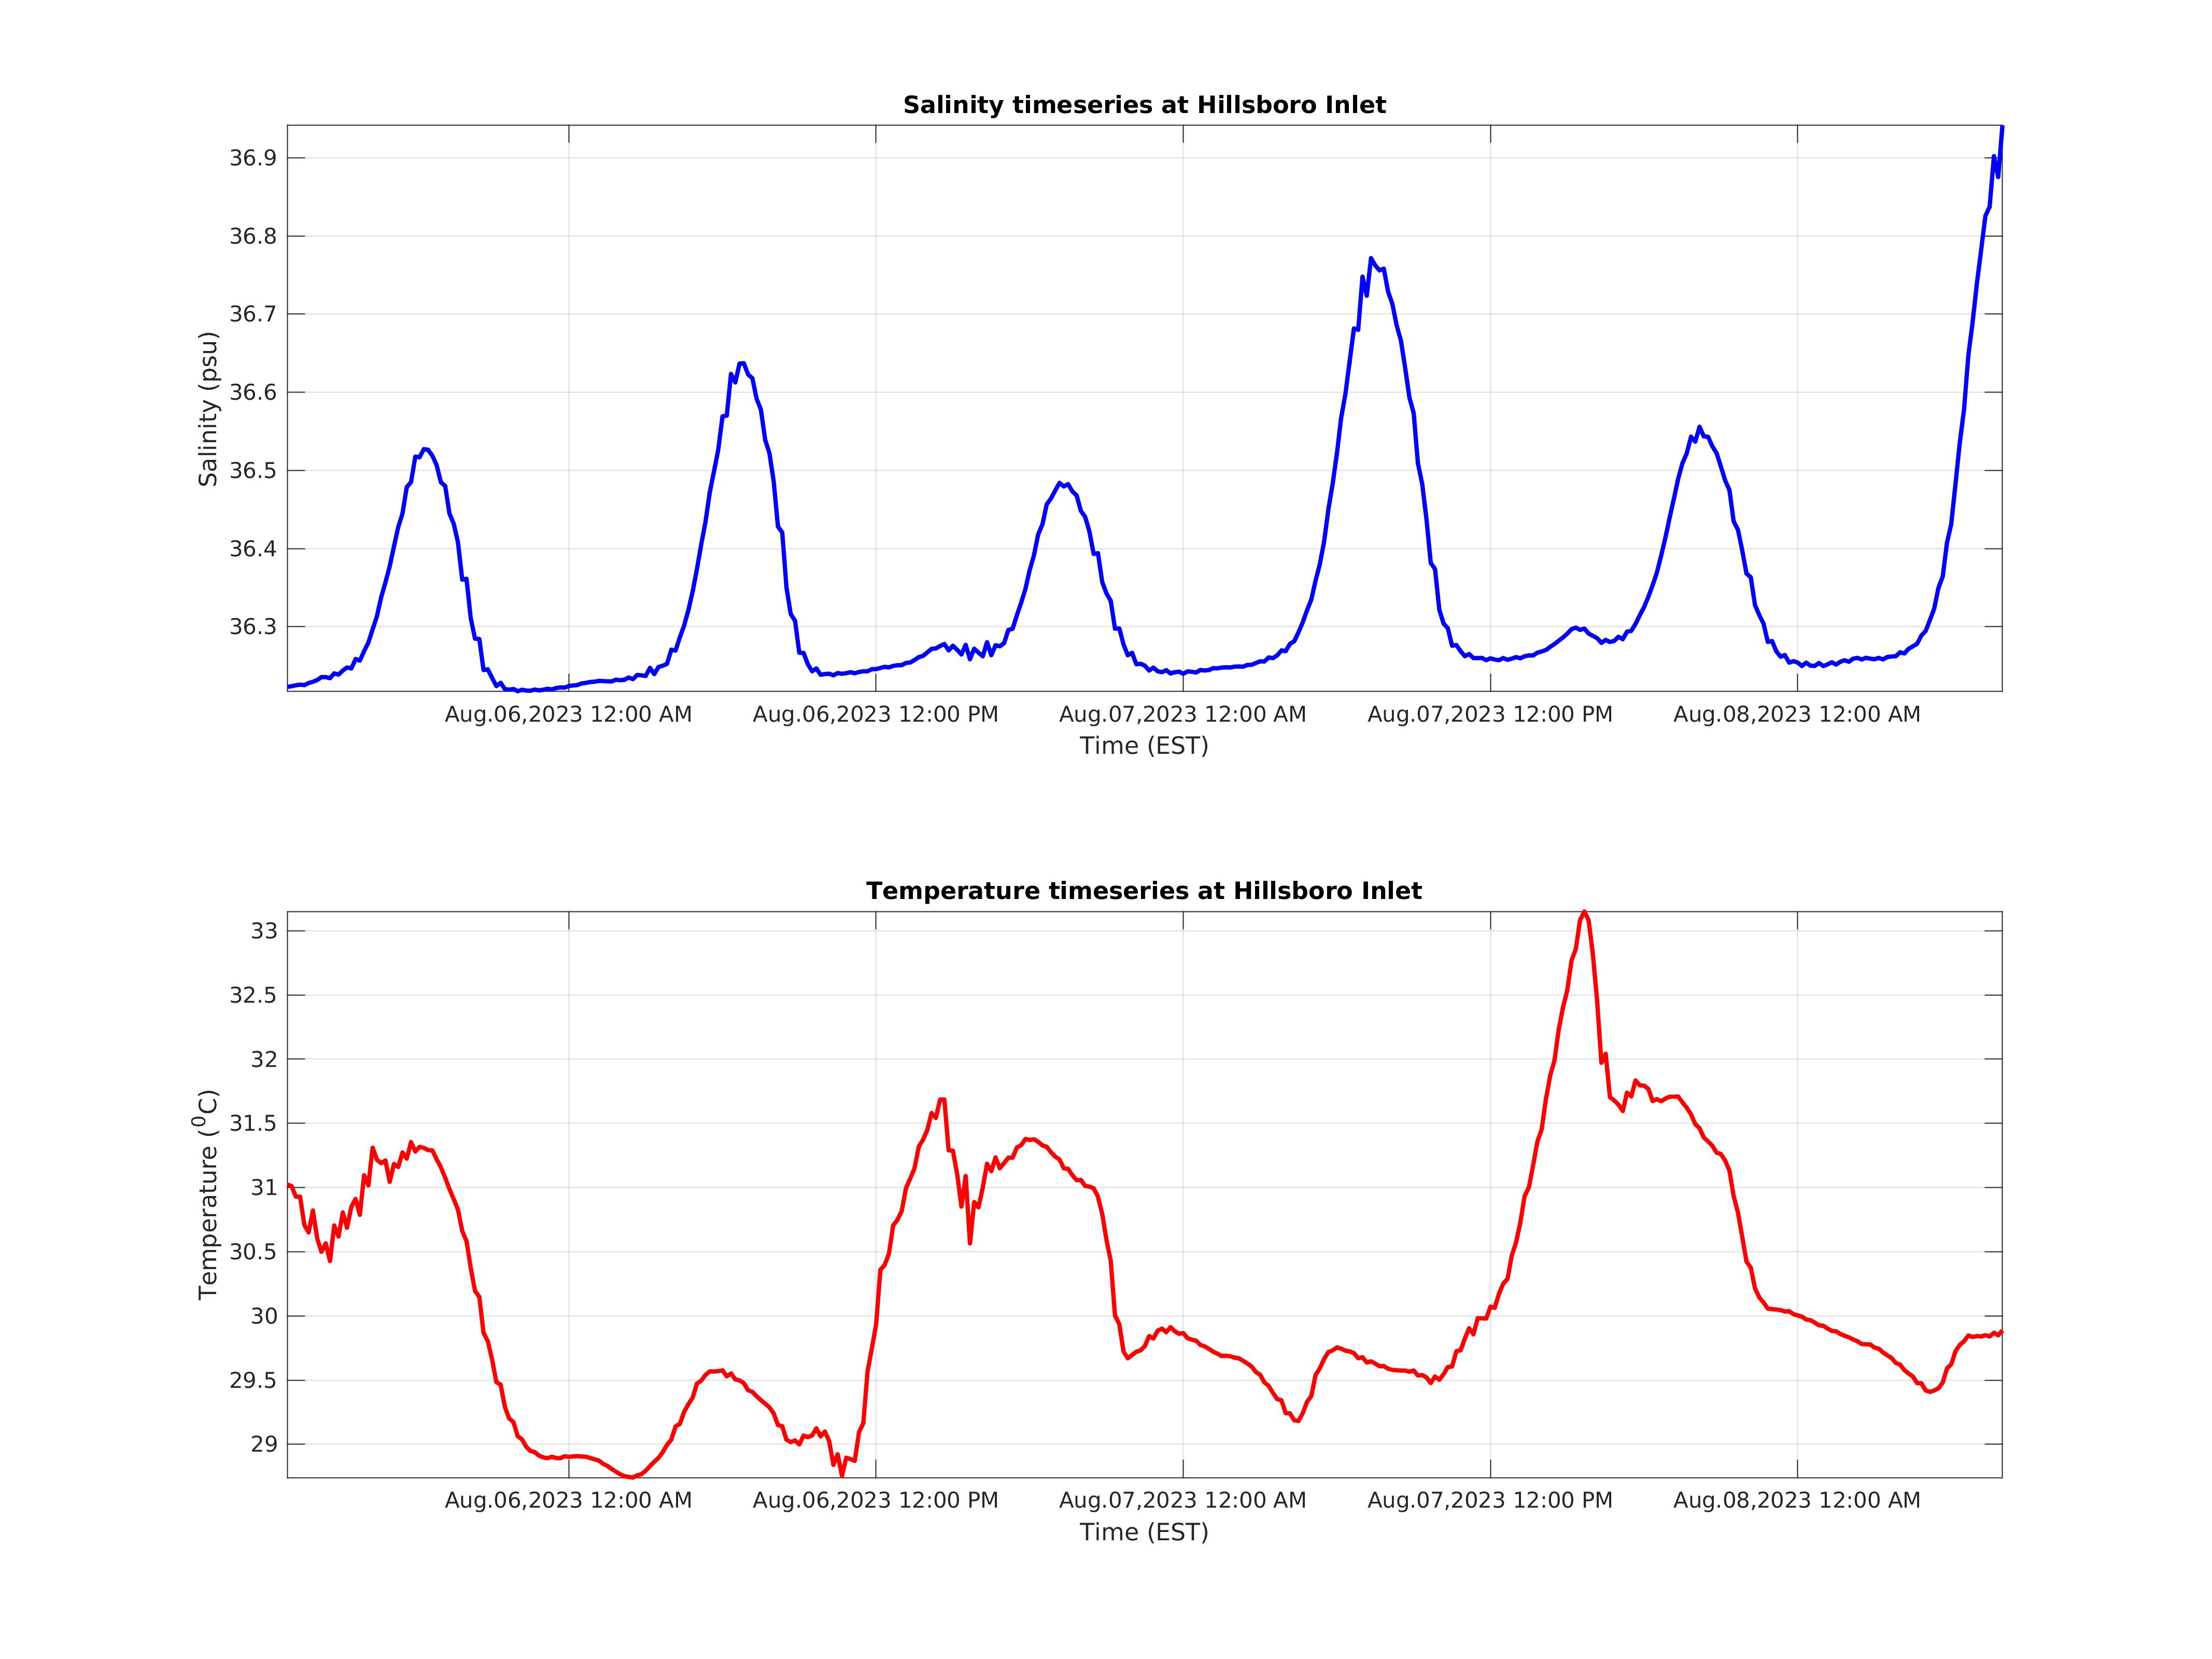 Salinity timeseries at Hillsboro Inlet
36.9
36.8
36.7
36.6
36.5
36.4
36.3
Salinity (psu)
Aug.06,2023 12:00 AM
Aug.06,2023 12:00 PM
Aug.07,2023 12:00 AM
Aug.07,2023 12:00 PM
Aug.08,2023 12:00 AM
Time (EST)
Temperature timeseries at Hillsboro Inlet
33
32.5
32
31.5
31
30.5
30
29.5
29
Temperature (⁰C)
Aug.06,2023 12:00 AM
Aug.06,2023 12:00 PM
Aug.07,2023 12:00 AM
Aug.07,2023 12:00 PM
Aug.08,2023 12:00 AM
Time (EST)